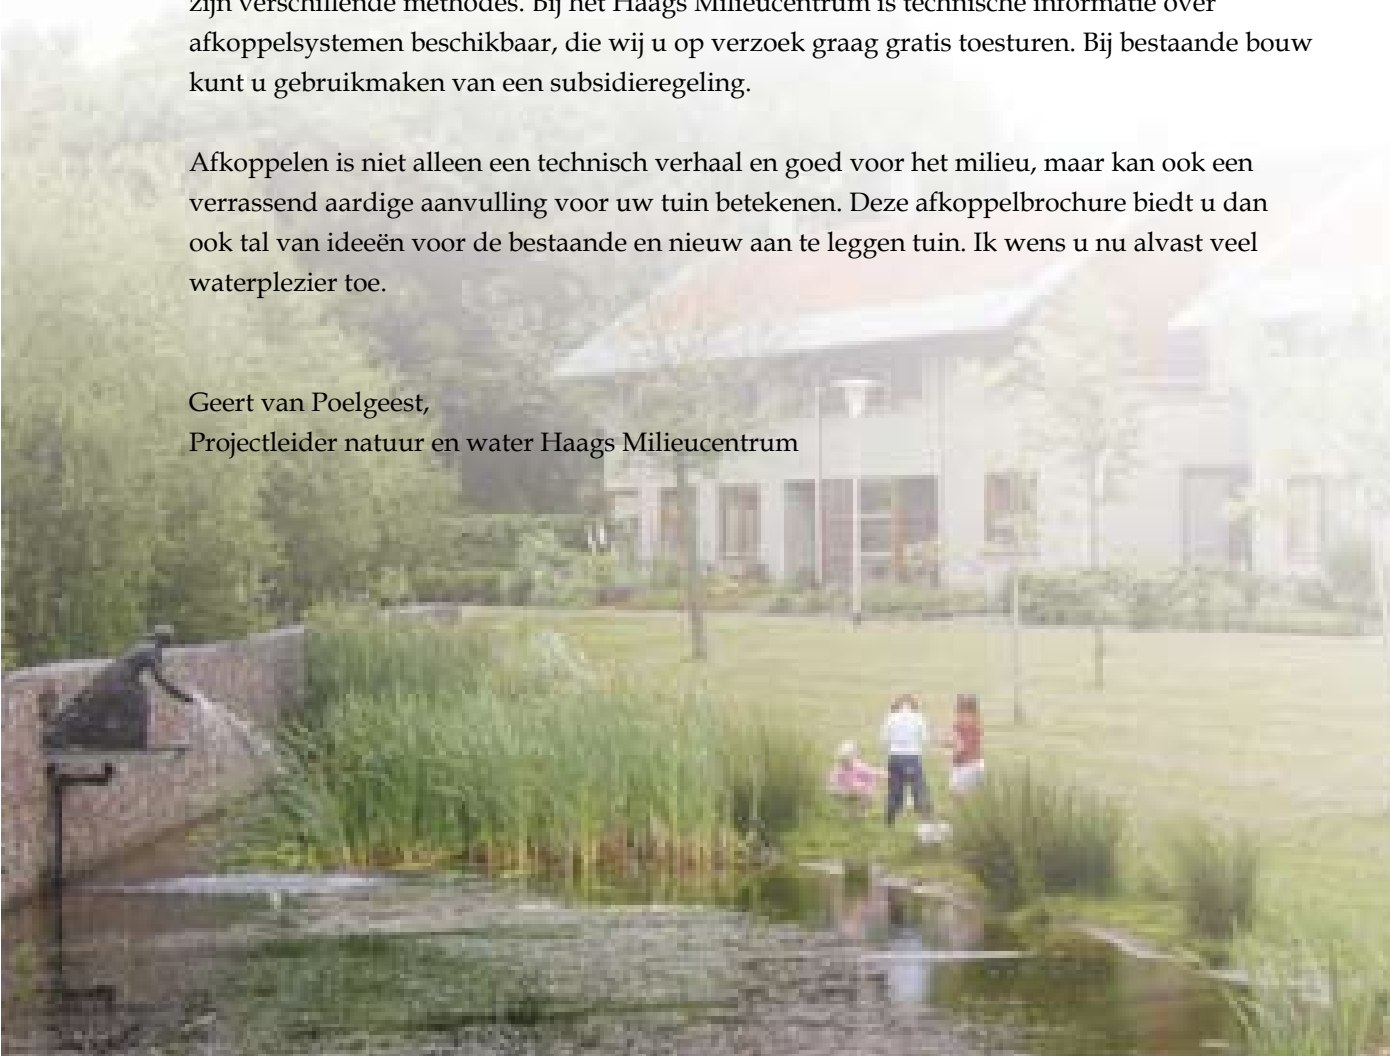 zijn verschillende methodes. Bij het Haags Milieucentrum is technische informatie over
afkoppelsystemen beschikbaar, die wij u op verzoek graag gratis toesturen. Bij bestaande bouw
kunt u gebruikmaken van een subsidieregeling.
Afkoppelen is niet alleen een technisch verhaal en goed voor het milieu, maar kan ook een
verrassend aardige aanvulling voor uw tuin betekenen. Deze afkoppelbrochure biedt u dan
ook tal van ideeën voor de bestaande en nieuw aan te leggen tuin. Ik wens u nu alvast veel
waterplezier toe.
Geert van Poelgeest,
Projectleider natuur en water Haags Milieucentrum